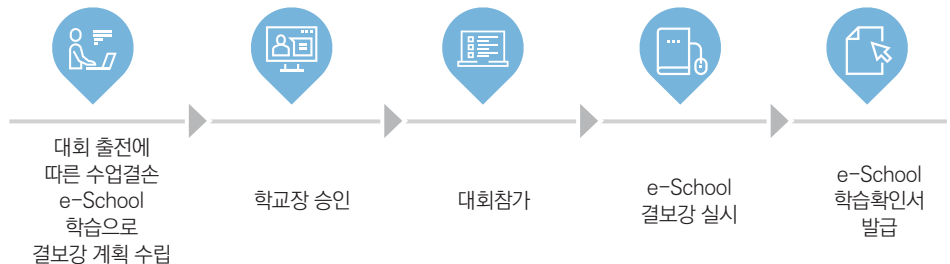 대회 출전에
따른 수업결손
e-School
학습으로
결보강 계획 수립
학교장 승인
대회참가
e-School
결보강 실시
e-School
학습확인서
발급